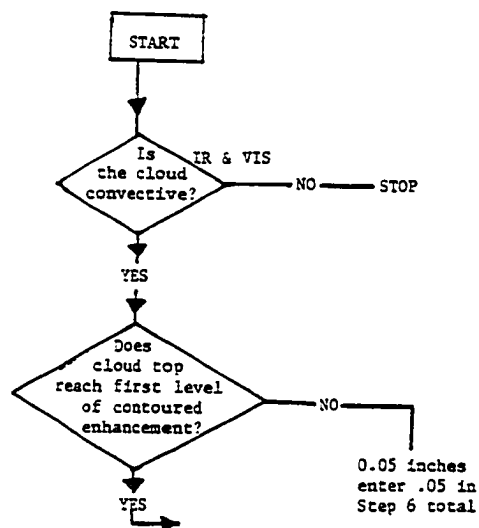 START
IR & VIS
Is
the cloud
convective?
NO
STOP
YES
Does
cloud top
reach first level
of contoured
enhancement?
NO
0.05 inches
enter .05 in
Step 6 total
YES